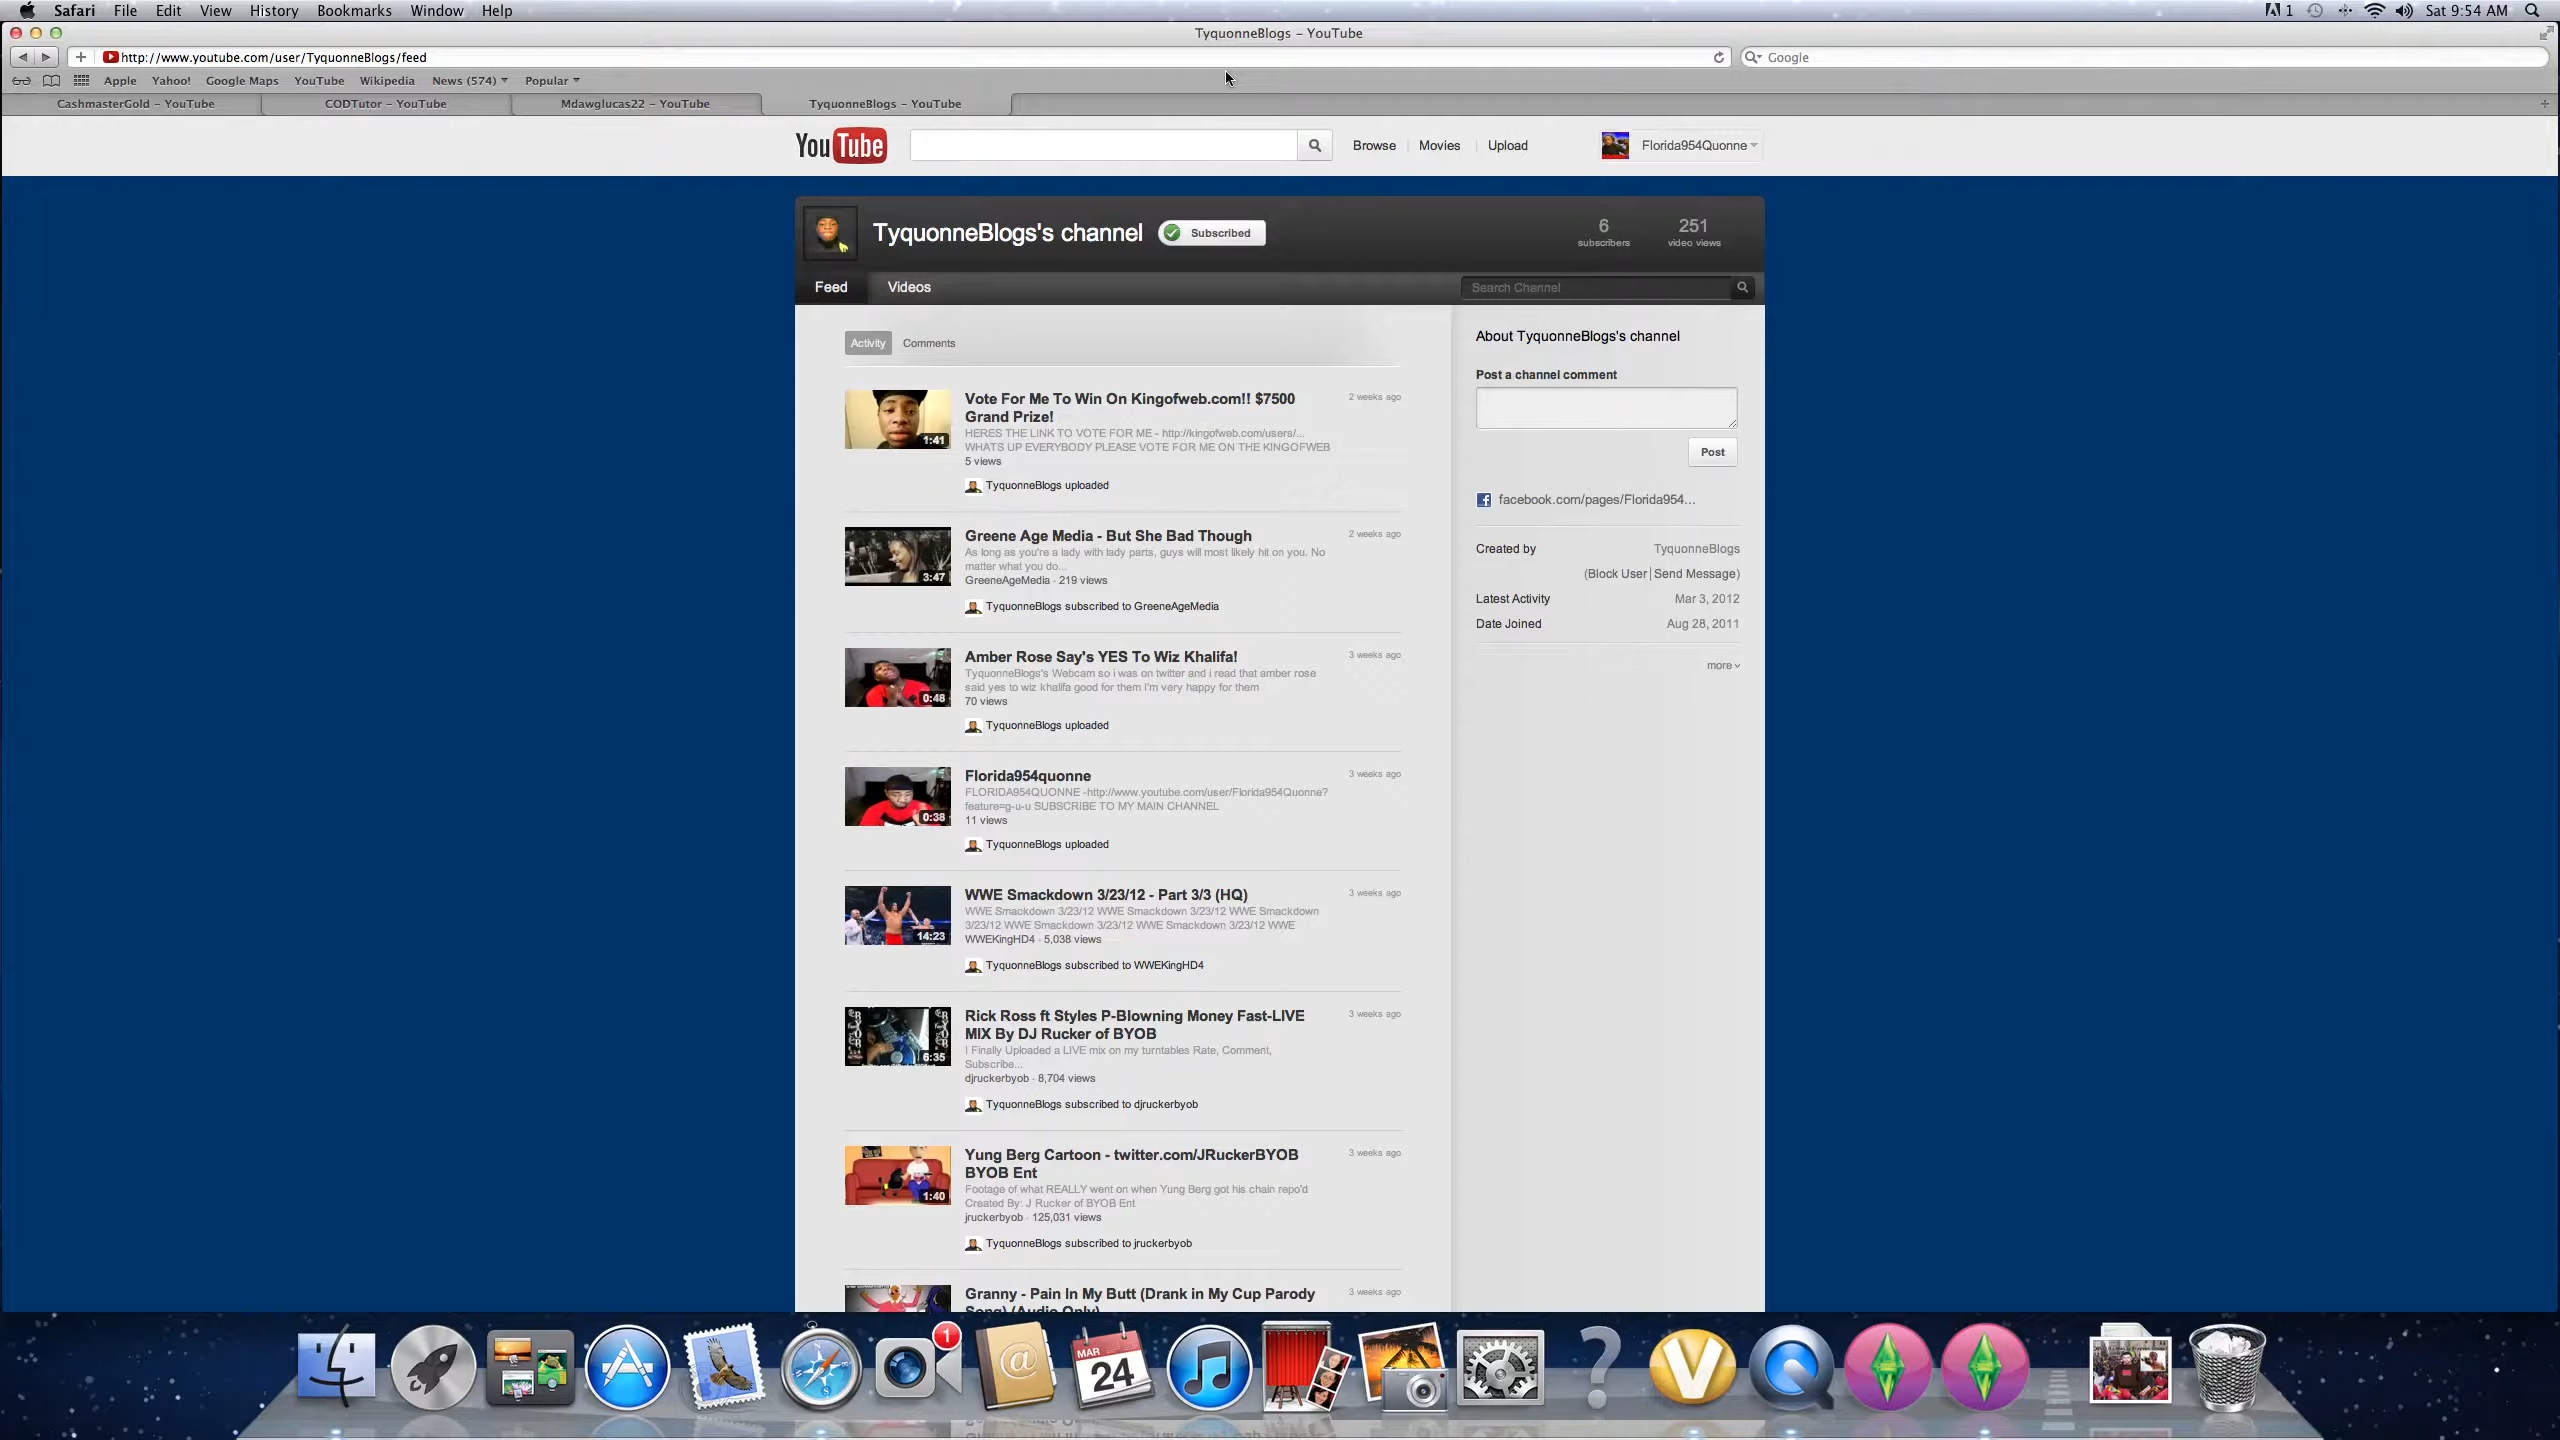 Safari File Edit View History Bookmarks Window Help
1 Sat 9:54 AM
TyquonneBlogs – YouTube
http://www.youtube.com/user/TyquonneBlogs/feed
Google
Apple Yahoo! Google Maps YouTube Wikipedia News (574) Popular
CashmasterGold – YouTube CODTutor – YouTube Mdawglucas22 – YouTube TyquonneBlogs – YouTube
YouTube
Browse Movies Upload
Florida954Quonne
TyquonneBlogs's channel
Subscribed
6 subscribers
251 video views
Feed Videos
Search Channel
Activity Comments
Vote For Me To Win On Kingofweb.com!! $7500
Grand Prize!
2 weeks ago
HERES THE LINK TO VOTE FOR ME - http://kingofweb.com/users/...
WHATS UP EVERYBODY PLEASE VOTE FOR ME ON THE KINGOFWEB
5 views
1:41
TyquonneBlogs uploaded
Greene Age Media - But She Bad Though
2 weeks ago
As long as you're a lady with lady parts, guys will most likely hit on you. No
matter what you do...
GreeneAgeMedia - 219 views
3:47
TyquonneBlogs subscribed to GreeneAgeMedia
Amber Rose Say's YES To Wiz Khalifa!
3 weeks ago
TyquonneBlogs's Webcam so i was on twitter and i read that amber rose
said yes to wiz khalifa good for them I'm very happy for them
70 views
0:48
TyquonneBlogs uploaded
Florida954quonne
3 weeks ago
FLORIDA954QUONNE -http://www.youtube.com/user/Florida954Quonne?
feature=g-u-u SUBSCRIBE TO MY MAIN CHANNEL
11 views
0:38
TyquonneBlogs uploaded
WWE Smackdown 3/23/12 - Part 3/3 (HQ)
3 weeks ago
WWE Smackdown 3/23/12 WWE Smackdown 3/23/12 WWE Smackdown
3/23/12 WWE Smackdown 3/23/12 WWE Smackdown 3/23/12 WWE
WWEKingHD4 - 5,038 views
14:23
TyquonneBlogs subscribed to WWEKingHD4
Rick Ross ft Styles P-Blowning Money Fast-LIVE
MIX By DJ Rucker of BYOB
3 weeks ago
I Finally Uploaded a LIVE mix on my turntables Rate, Comment,
Subscribe...
djruckerbyob - 8,704 views
6:35
TyquonneBlogs subscribed to djruckerbyob
Yung Berg Cartoon - twitter.com/JRuckerBYOB
BYOB Ent
3 weeks ago
Footage of what REALLY went on when Yung Berg got his chain repo'd
Created By: J Rucker of BYOB Ent
jruckerbyob - 125,031 views
1:40
TyquonneBlogs subscribed to jruckerbyob
Granny - Pain In My Butt (Drank in My Cup Parody
Song) (Audio Only)
3 weeks ago
About TyquonneBlogs's channel
Post a channel comment
Post
facebook.com/pages/Florida954...
Created by TyquonneBlogs
(Block User|Send Message)
Latest Activity Mar 3, 2012
Date Joined Aug 28, 2011
more
1
MAR
24